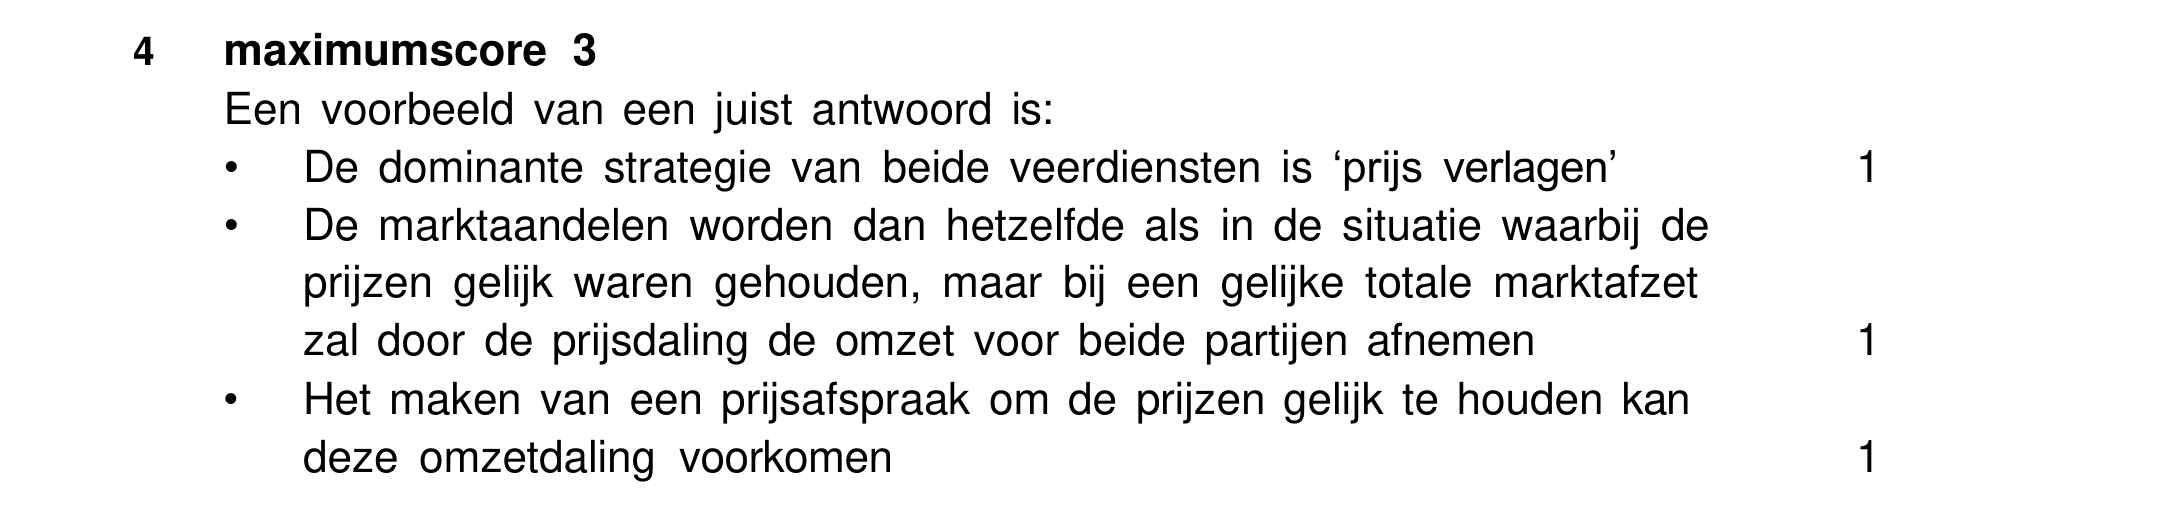 4 maximumscore 3
Een voorbeeld van een juist antwoord is:
• De dominante strategie van beide veerdiensten is ‘prijs verlagen’ 1
• De marktaandelen worden dan hetzelfde als in de situatie waarbij de
prijzen gelijk waren gehouden, maar bij een gelijke totale marktafzet
zal door de prijsdaling de omzet voor beide partijen afnemen 1
• Het maken van een prijsafspraak om de prijzen gelijk te houden kan
deze omzetdaling voorkomen 1